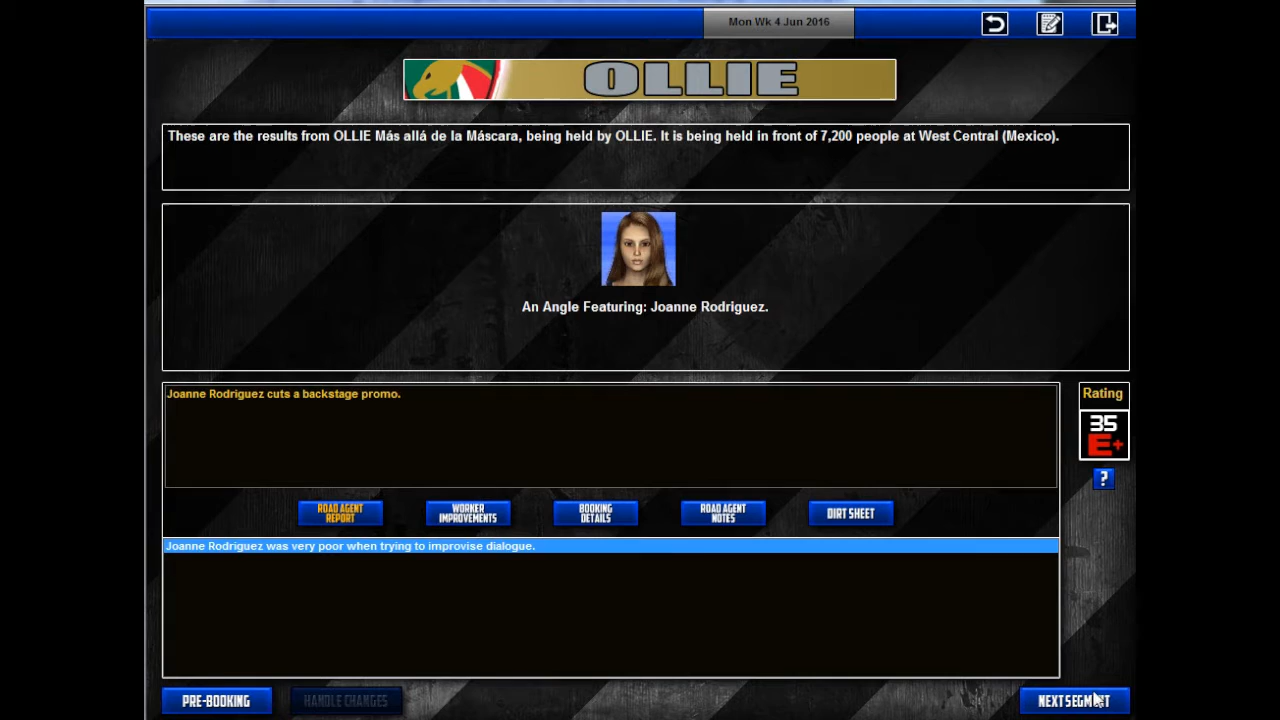 Mon Wk 4 Jun 2016
OLLIE
These are the results from OLLIE Más allá de la Máscara, being held by OLLIE. It is being held in front of 7,200 people at West Central (Mexico).
An Angle Featuring: Joanne Rodriguez.
Joanne Rodriguez cuts a backstage promo.
Rating
35
E+
?
ROAD AGENT REPORT
WORKER IMPROVEMENTS
BOOKING DETAILS
ROAD AGENT NOTES
DIRT SHEET
Joanne Rodriguez was very poor when trying to improvise dialogue.
PRE-BOOKING
HANDLE CHANGES
NEXT SEGMENT